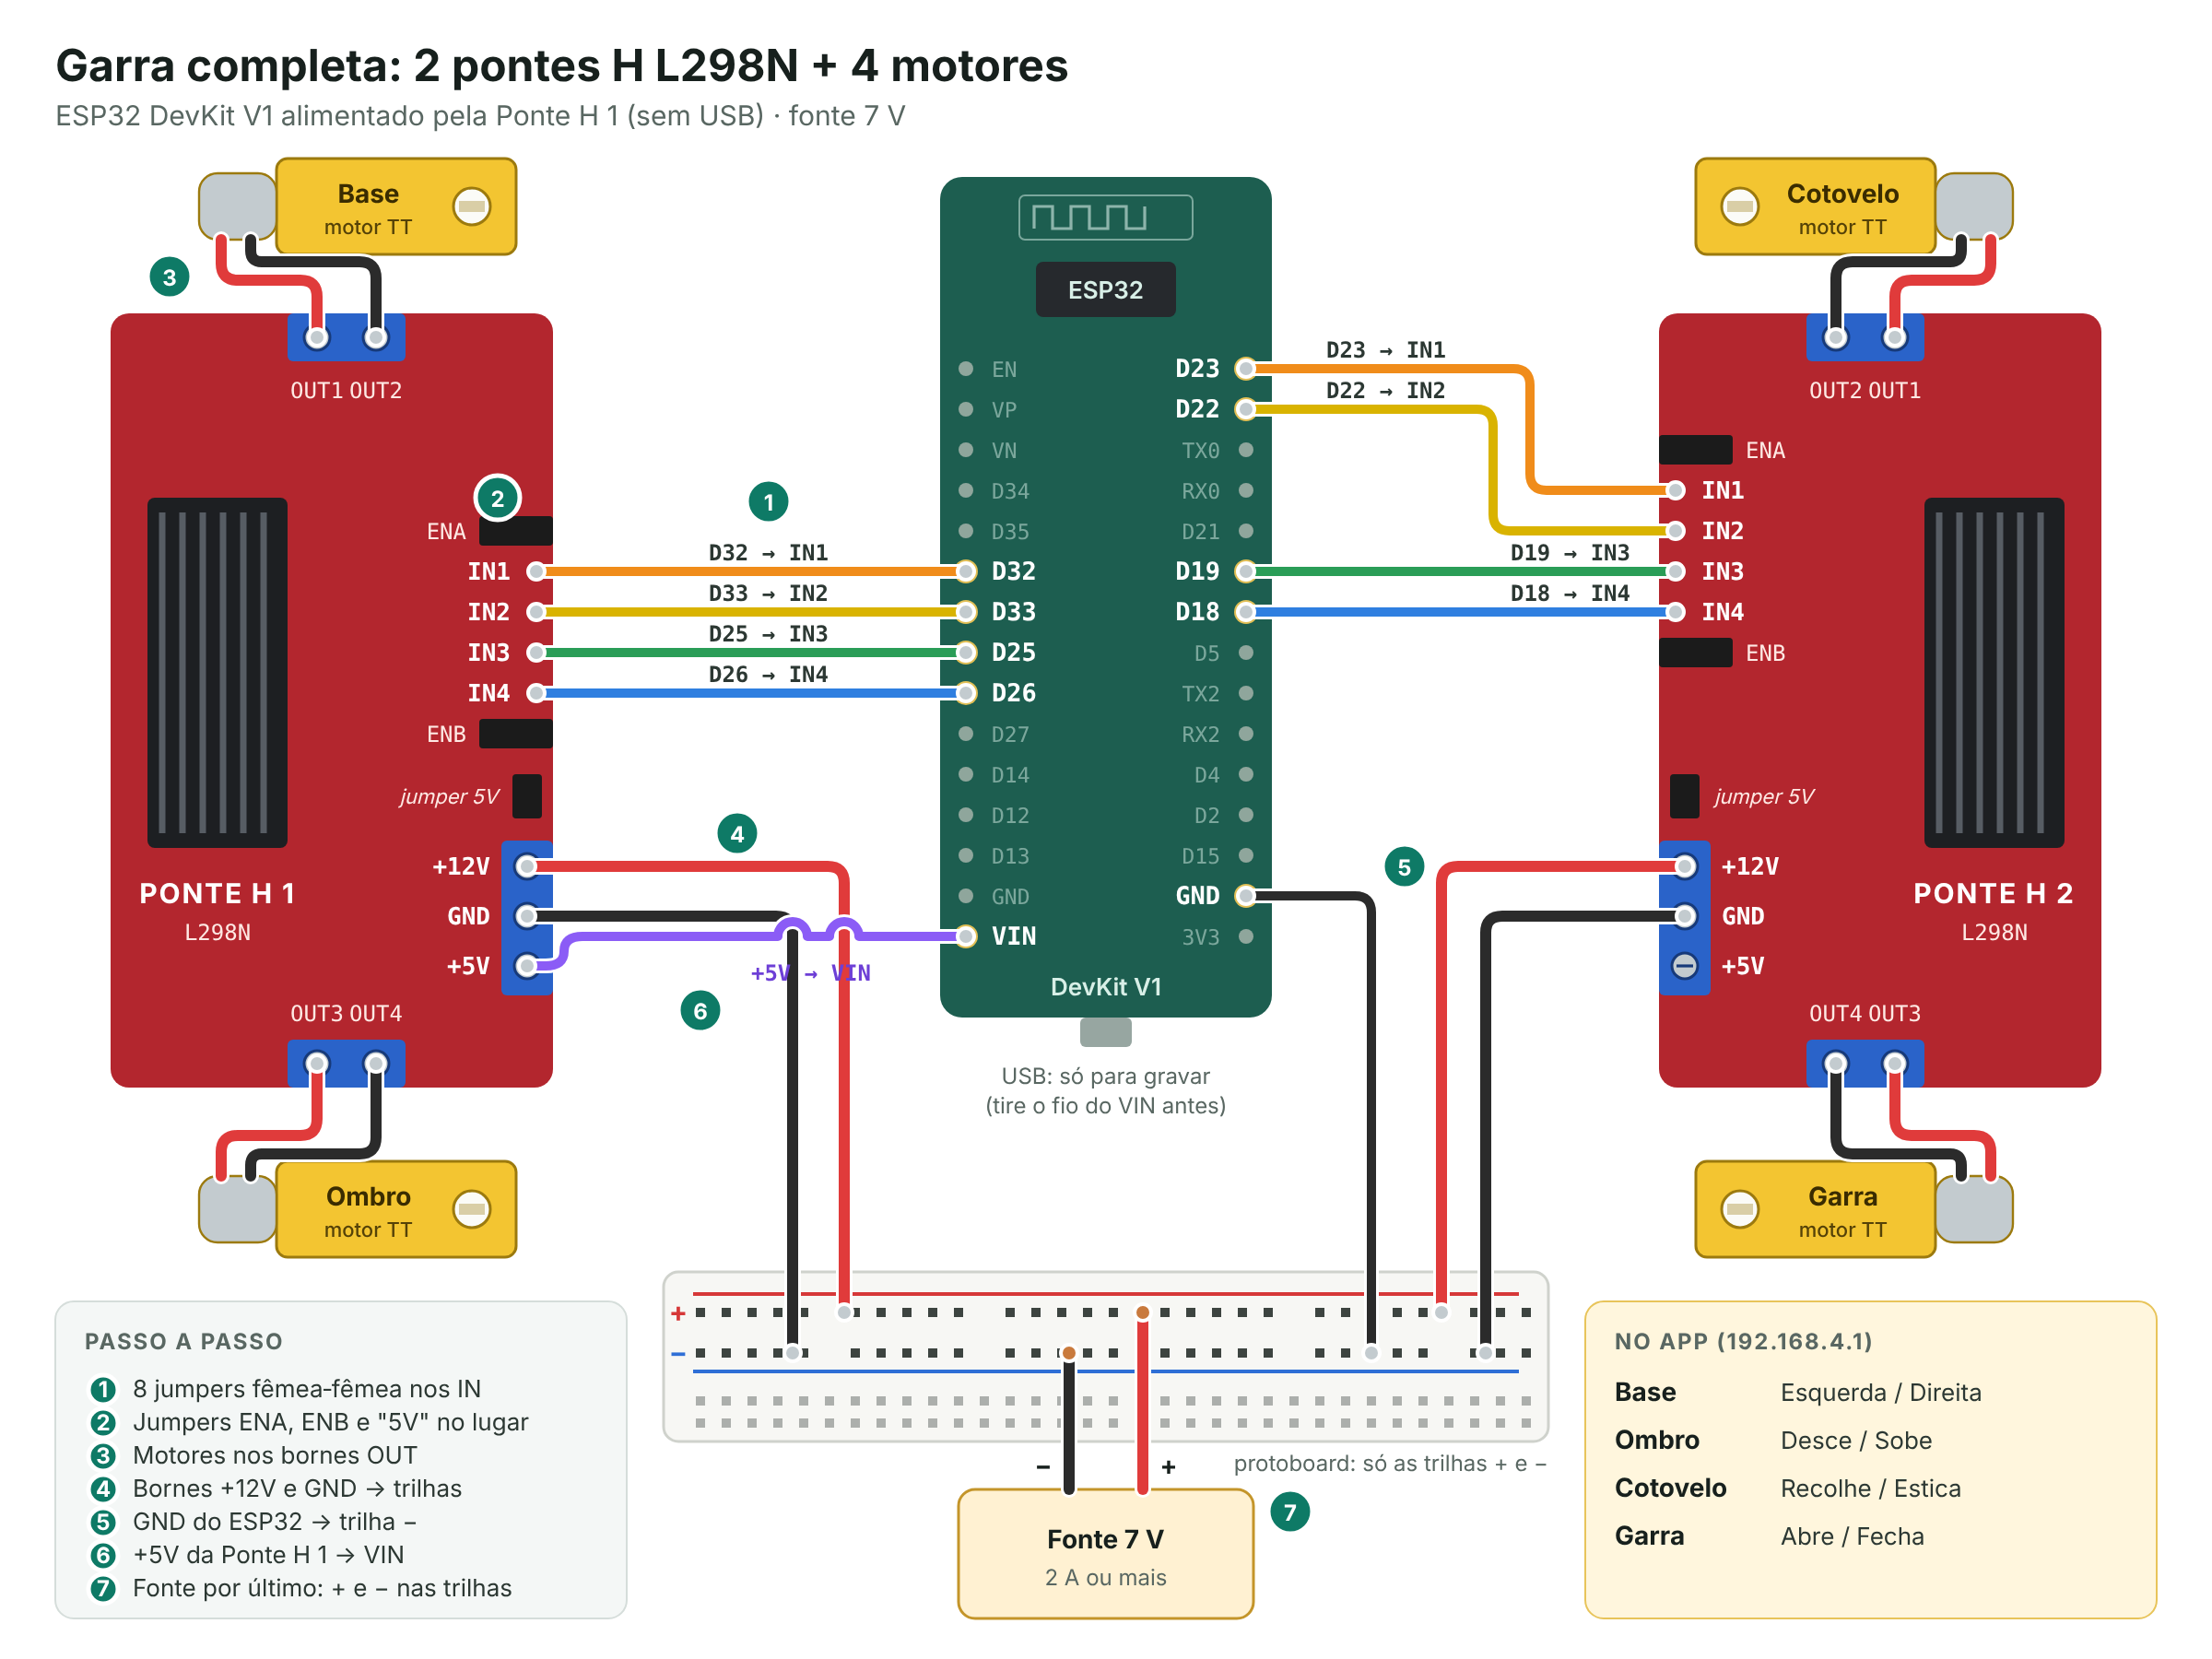 Garra completa: 2 pontes H L298N + 4 motores
ESP32 DevKit V1 alimentado pela Ponte H 1 (sem USB) · fonte 7 V
Base
motor TT
Cotovelo
motor TT
3
OUT1 OUT2
ENA
2
IN1
IN2
IN3
IN4
ENB
jumper 5V
+12V
GND
+5V
PONTE H 1
L298N
OUT3 OUT4
Ombro
motor TT
1
D32 → IN1
D33 → IN2
D25 → IN3
D26 → IN4
4
+5V → VIN
6
ESP32
EN
VP
VN
D34
D35
D32
D33
D25
D26
D27
D14
D12
D13
GND
VIN
D23
D22
TX0
RX0
D21
D19
D18
D5
TX2
RX2
D4
D2
D15
GND
3V3
DevKit V1
USB: só para gravar
(tire o fio do VIN antes)
D23 → IN1
D22 → IN2
D19 → IN3
D18 → IN4
5
OUT2 OUT1
ENA
IN1
IN2
IN3
IN4
ENB
jumper 5V
+12V
GND
+5V
PONTE H 2
L298N
OUT4 OUT3
Garra
motor TT
+
−
− +
protoboard: só as trilhas + e −
7
Fonte 7 V
2 A ou mais
PASSO A PASSO
1 8 jumpers fêmea-fêmea nos IN
2 Jumpers ENA, ENB e "5V" no lugar
3 Motores nos bornes OUT
4 Bornes +12V e GND → trilhas
5 GND do ESP32 → trilha −
6 +5V da Ponte H 1 → VIN
7 Fonte por último: + e − nas trilhas
NO APP (192.168.4.1)
Base Esquerda / Direita
Ombro Desce / Sobe
Cotovelo Recolhe / Estica
Garra Abre / Fecha